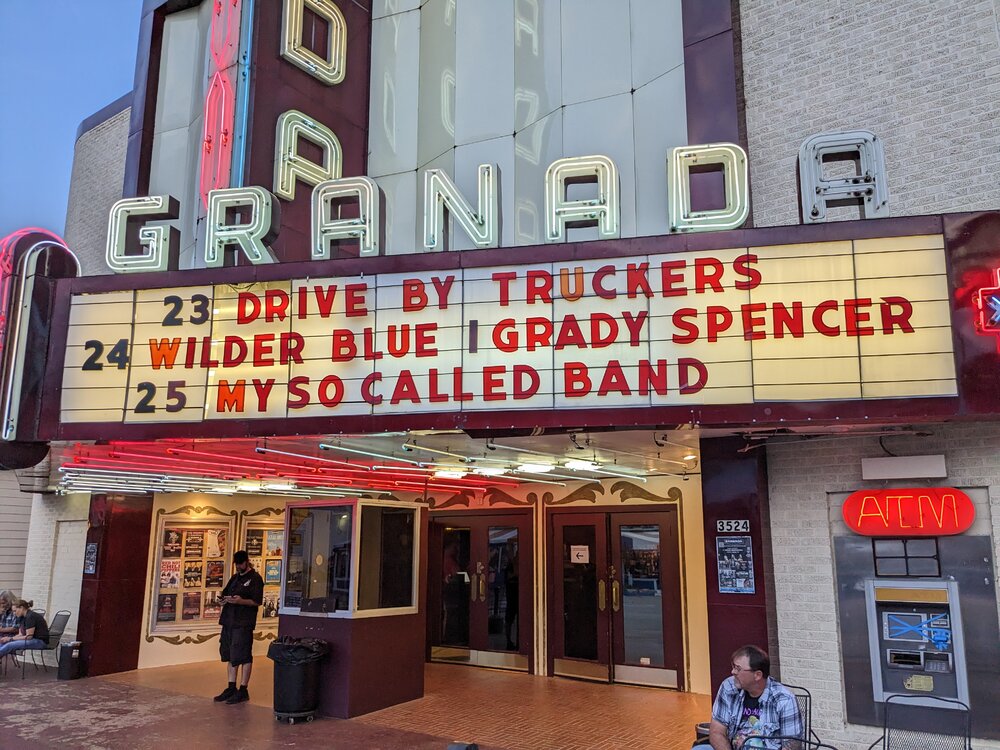 D
A
GRANADA
23 DRIVE BY TRUCKERS
24 WILDER BLUE | GRADY SPENCER
25 MY SO CALLED BAND
3524
ATM